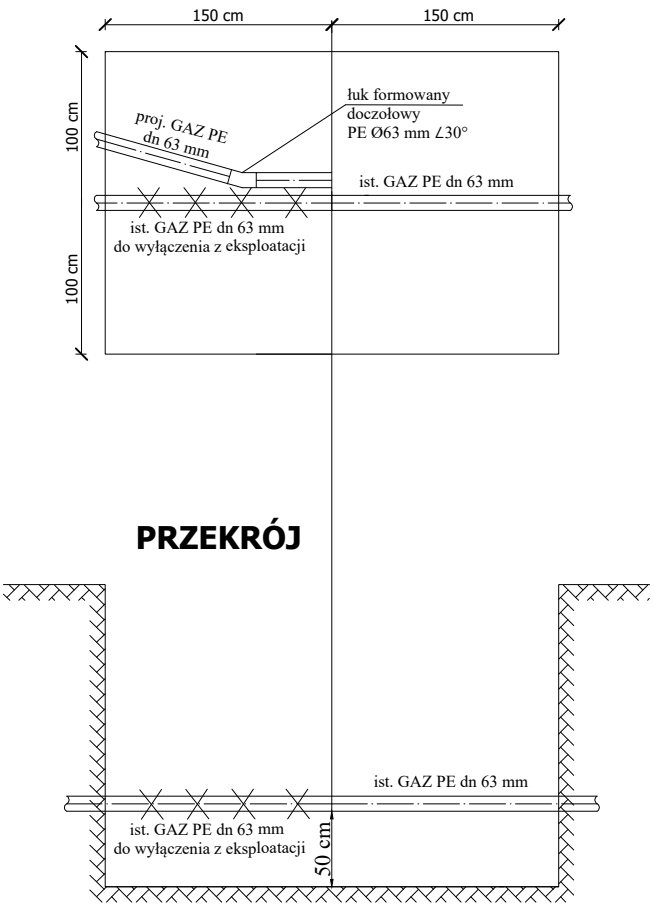 150 cm
150 cm
100 cm
100 cm
proj. GAZ PE
dn 63 mm
łuk formowany
doczołowy
PE Ø63 mm ∠30°
ist. GAZ PE dn 63 mm
ist. GAZ PE dn 63 mm
do wyłączenia z eksploatacji
PRZEKRÓJ
ist. GAZ PE dn 63 mm
ist. GAZ PE dn 63 mm
do wyłączenia z eksploatacji
50 cm